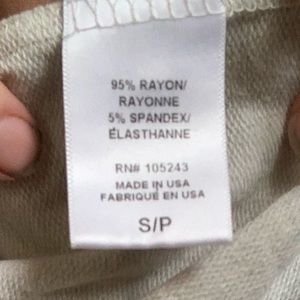 95% RAYON/
RAYONNE
5% SPANDEX/
ÉLASTHANNE
RN# 105243
MADE IN USA
FABRIQUÉ EN USA
S/P